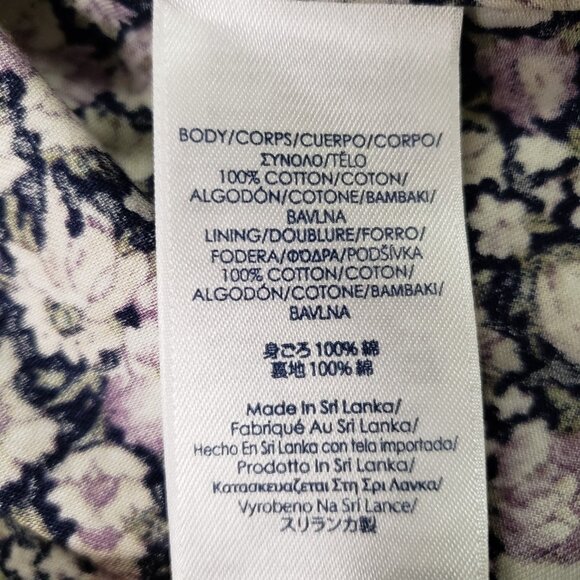 BODY/CORPS/CUERPO/CORPO/
ΣΥΝΟΛΟ/TĚLO
100% COTTON/COTON/
ALGODÓN/COTONE/BAMBAKI/
BAVLNA
LINING/DOUBLURE/FORRO/
FODERA/ΦΌΔΡΑ/PODŠÍVKA
100% COTTON/COTON/
ALGODÓN/COTONE/BAMBAKI/
BAVLNA
身ごろ 100% 綿
裏地 100% 綿
Made In Sri Lanka/
Fabriqué Au Sri Lanka/
Hecho En Sri Lanka con tela importada/
Prodotto In Sri Lanka/
Κατασκευαζεται Στη Σρι Λανκα/
Vyrobeno Na Srí Lance/
スリランカ製